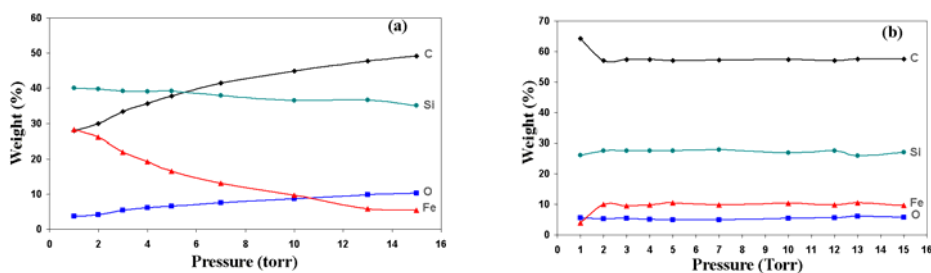 (a)
60
50
40
30
20
10
0
0 2 4 6 8 10 12 14 16
Weight (%)
Pressure (torr)
C
Si
O
Fe
(b)
70
60
50
40
30
20
10
0
0 1 2 3 4 5 6 7 8 9 10 11 12 13 14 15 16
Weight (%)
Pressure (Torr)
C
Si
Fe
O